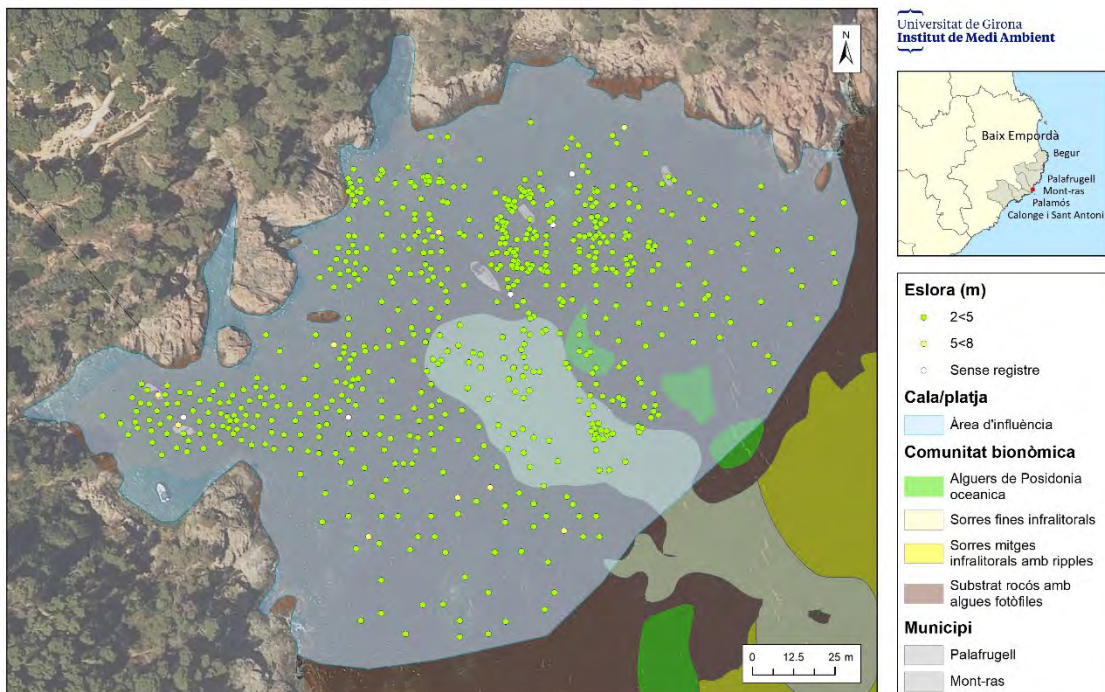 N
0 12.5 25 m
Universitat de Girona
Institut de Medi Ambient
Baix Empordà
Begur
Palafrugell
Mont-ras
Palamós
Calonge i Sant Antoni
Eslora (m)
2<5
5<8
Sense registre
Cala/platja
Àrea d'influència
Comunitat bionòmica
Alguers de Posidonia
oceanica
Sorres fines infralitorals
Sorres mitges
infralitorals amb ripples
Substrat rocós amb
algues fotòfiles
Municipi
Palafrugell
Mont-ras